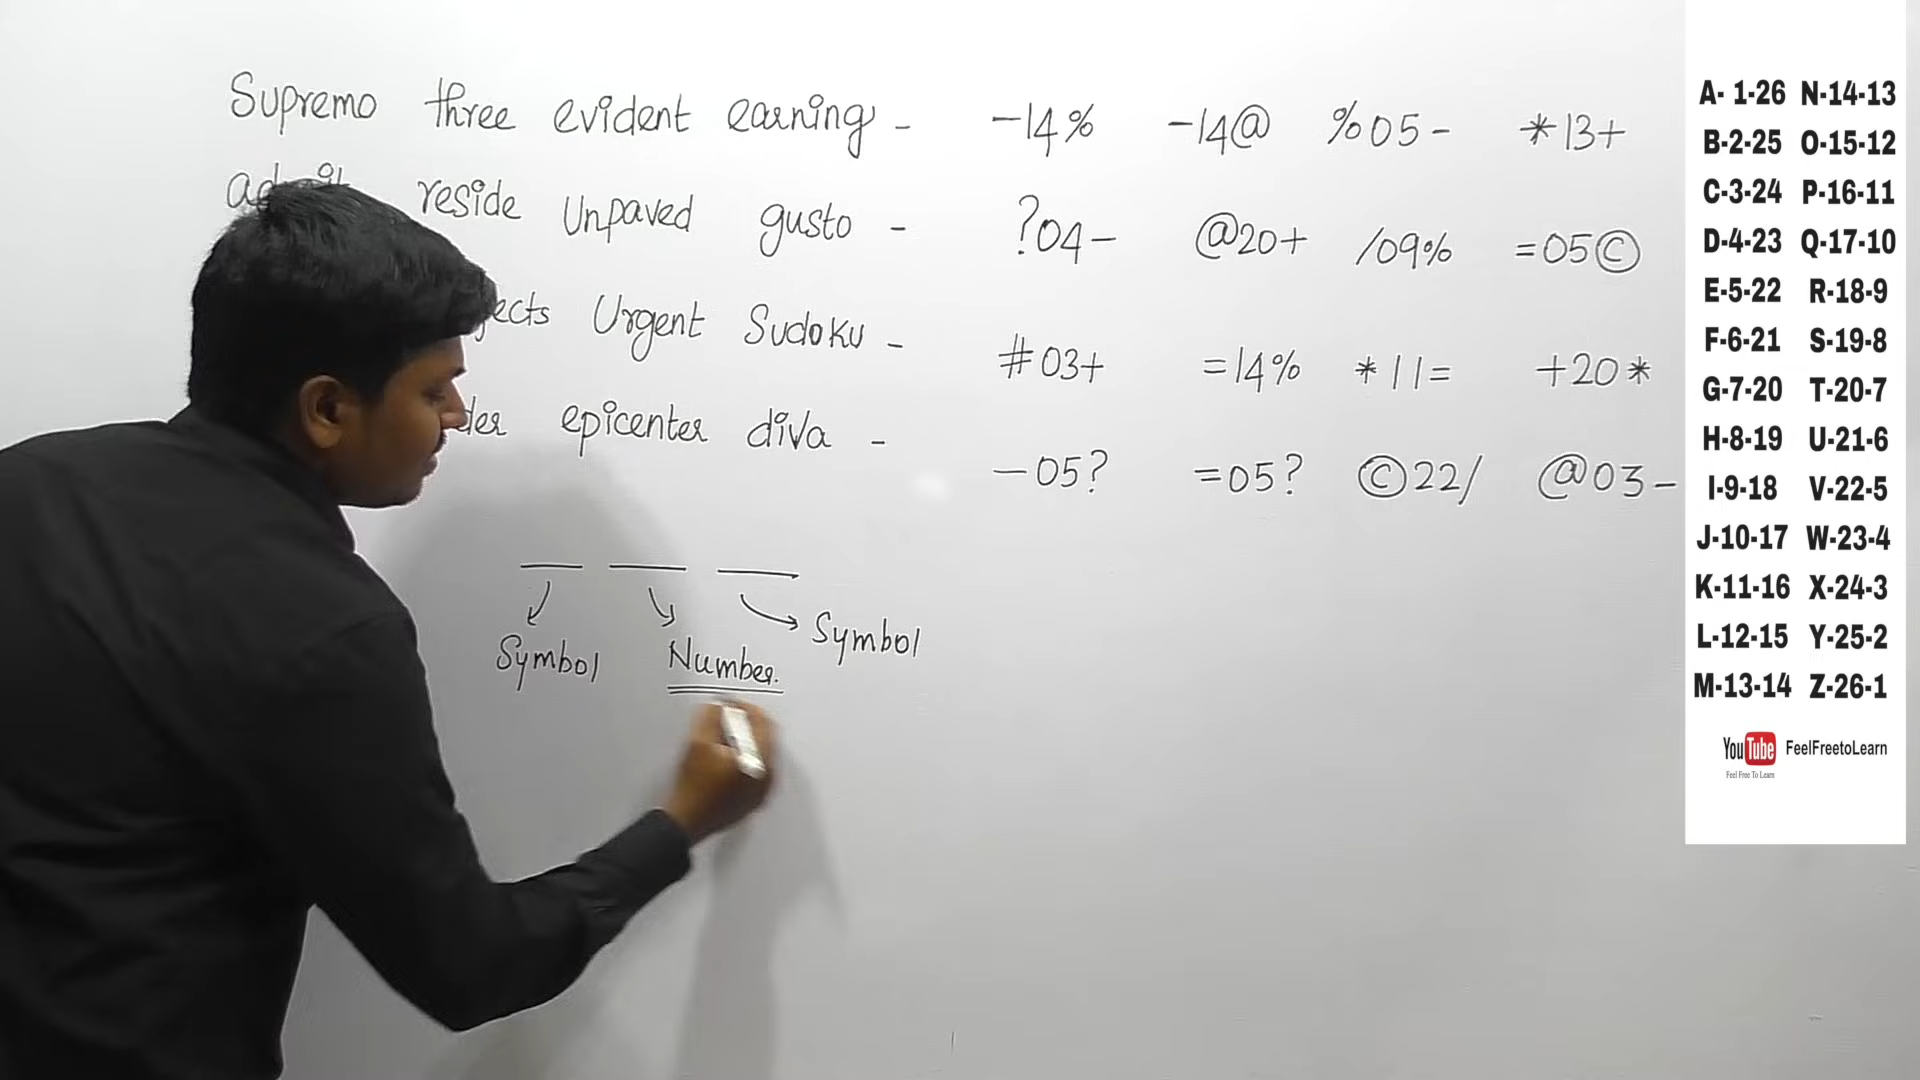 Supremo three evident earning - -14% -14@ %05- *13+
reside Unpaved gusto - ?04- @20+ /09% =05©
Urgent Sudoku - #03+ =14% *11= +20*
epicenter diva - -05? =05? ©22/ @03-
Symbol Number. Symbol
A- 1-26 N-14-13
B-2-25 O-15-12
C-3-24 P-16-11
D-4-23 Q-17-10
E-5-22 R-18-9
F-6-21 S-19-8
G-7-20 T-20-7
H-8-19 U-21-6
I-9-18 V-22-5
J-10-17 W-23-4
K-11-16 X-24-3
L-12-15 Y-25-2
M-13-14 Z-26-1
YouTube FeelFreetoLearn
Feel Free To Learn